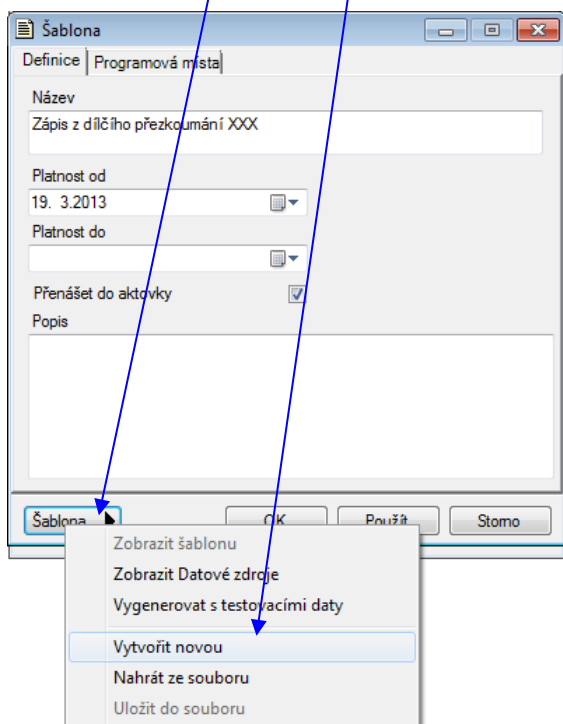 Šablona
Definice Programová místa
Název
Zápis z dílčího přezkoumání XXX
Platnost od
19. 3.2013
Platnost do
Přenášet do aktovky
Popis
Šablona OK Použít Storno
Zobrazit šablonu
Zobrazit Datové zdroje
Vygenerovat s testovacími daty
Vytvořit novou
Nahrát ze souboru
Uložit do souboru